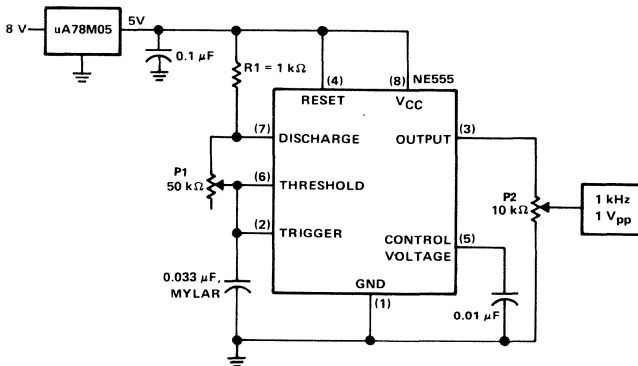 8 V
uA78M05
5V
0.1 μF
R1 = 1 kΩ
(4)
(8)
NE555
RESET
VCC
(7)
DISCHARGE
OUTPUT
(3)
P1
50 kΩ
(6)
THRESHOLD
P2
10 kΩ
1 kHz
1 Vpp
(2)
TRIGGER
CONTROL
VOLTAGE
(5)
0.033 μF,
MYLAR
GND
(1)
0.01 μF